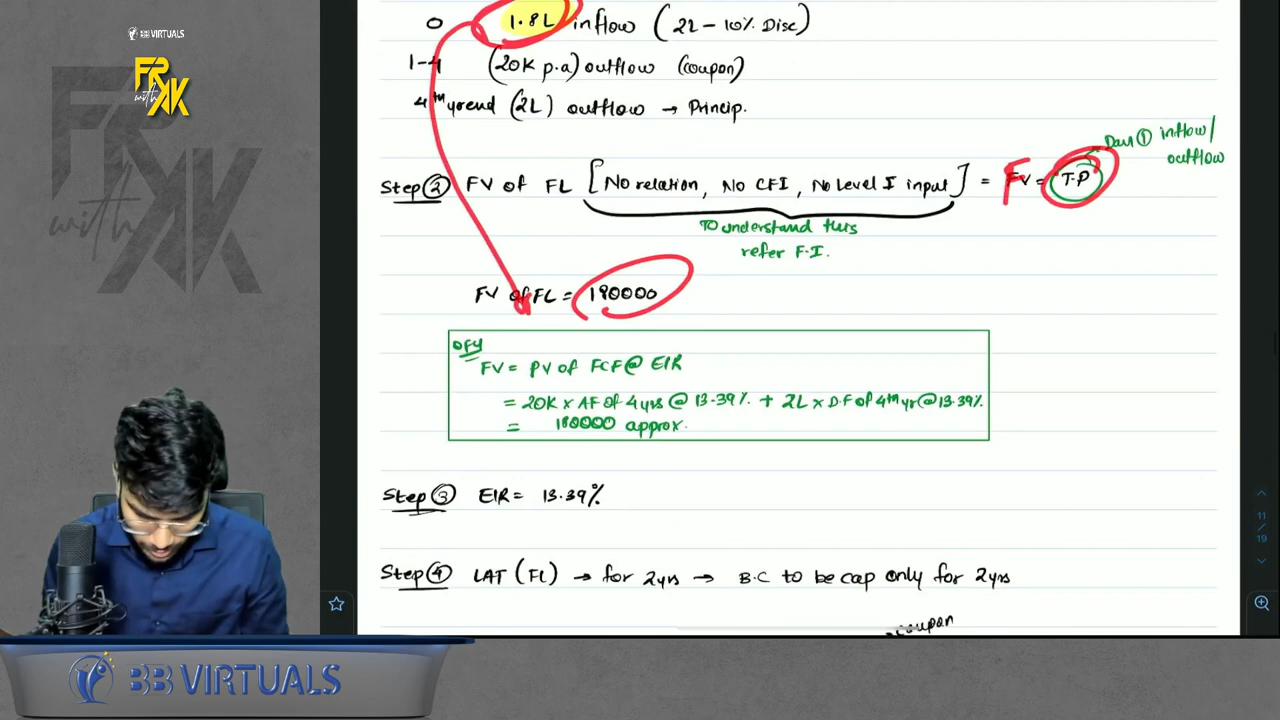 BB VIRTUALS
FR
with AK
0 1.8L inflow (2L - 10% Disc)
1-4 (20K p.a) outflow (coupon)
4th yr end (2L) outflow → Princip.
Day ① inflow/
outflow
Step ② FV of FL [No relation, No CFI, No Level I input] = FV = T.P
To understand this
refer F.I.
FV of FL = 180000
DFY
FV = PV of FCF @ EIR
= 20K x AF of 4yrs @ 13.39% + 2L x D.F of 4th yr @ 13.39%
= 180000 approx.
Step ③ EIR = 13.39%
Step ④ LAT (FL) → for 2yrs → B.C to be cap only for 2yrs
coupon
11
/
19
BB VIRTUALS